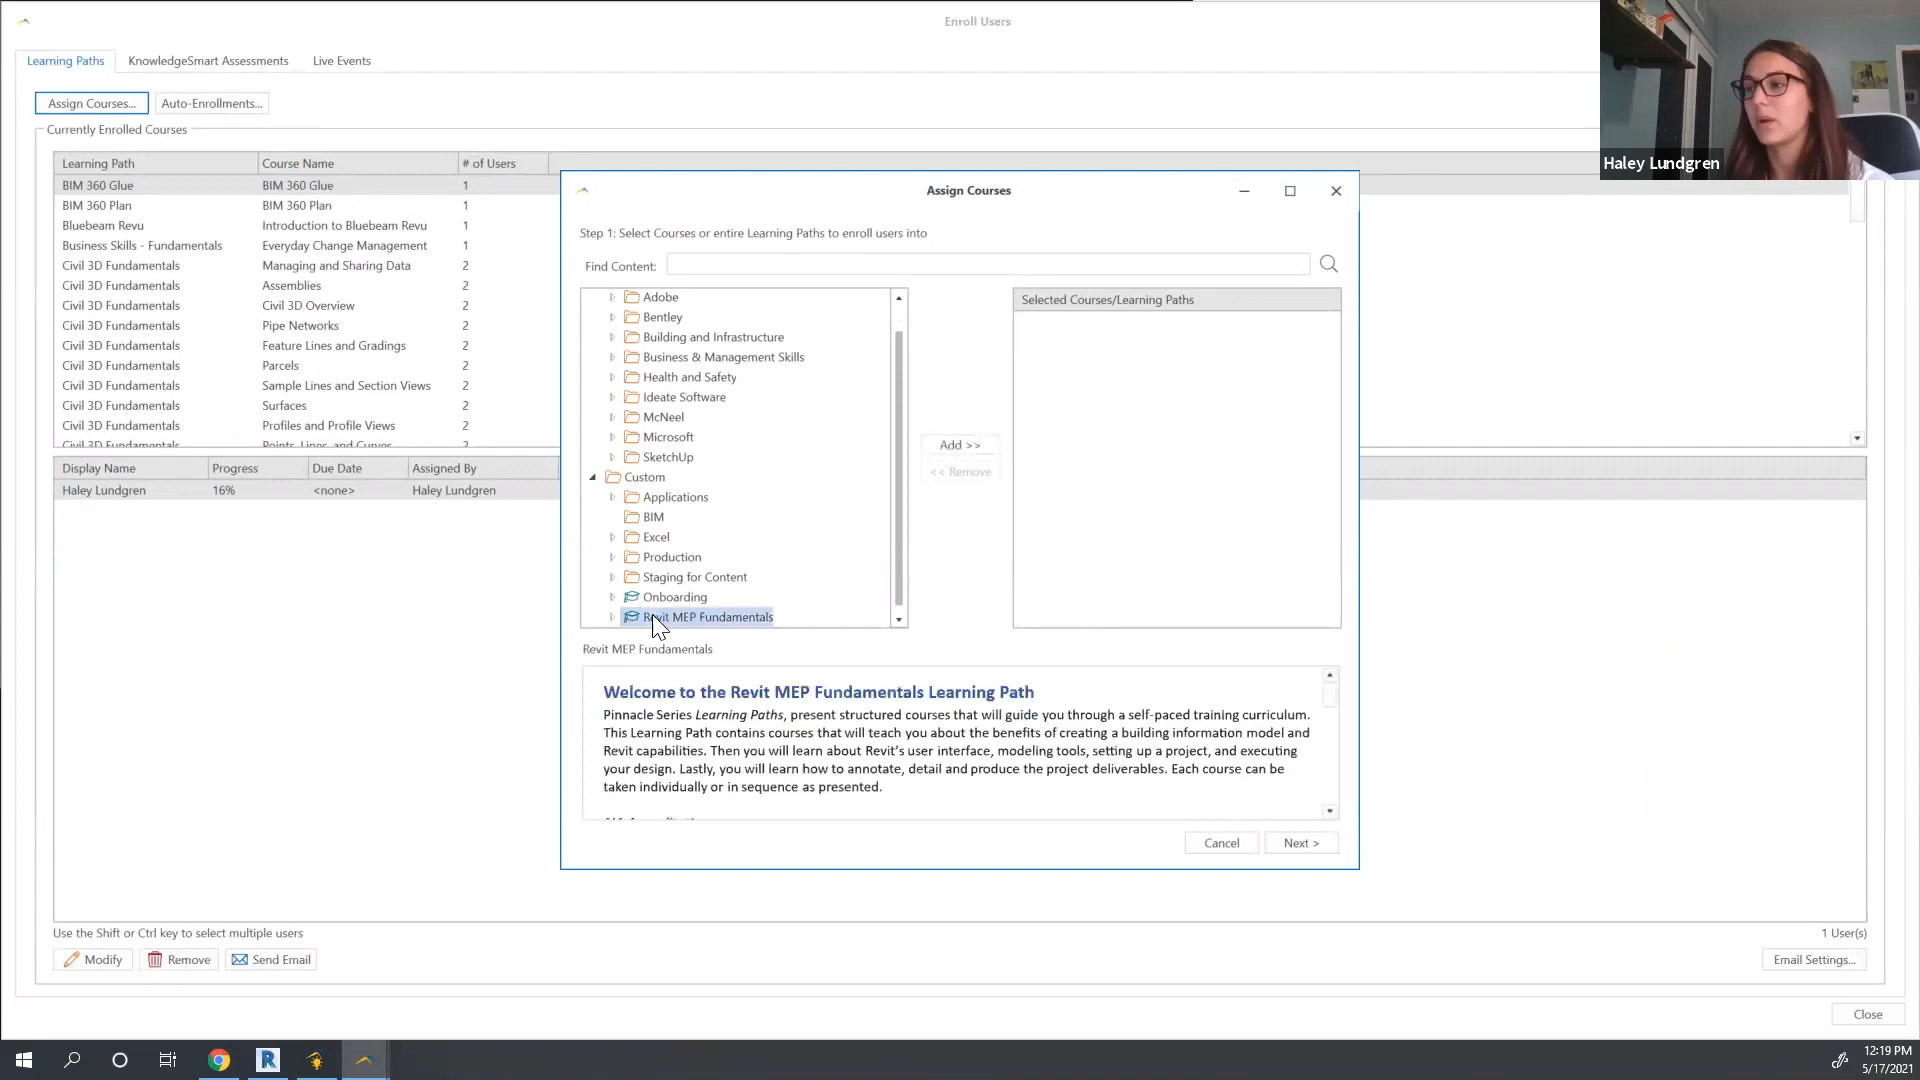 Enroll Users
Learning Paths
KnowledgeSmart Assessments
Live Events
Assign Courses...
Auto-Enrollments...
Currently Enrolled Courses
Learning Path Course Name # of Users
BIM 360 Glue BIM 360 Glue 1
BIM 360 Plan BIM 360 Plan 1
Bluebeam Revu Introduction to Bluebeam Revu 1
Business Skills - Fundamentals Everyday Change Management 1
Civil 3D Fundamentals Managing and Sharing Data 2
Civil 3D Fundamentals Assemblies 2
Civil 3D Fundamentals Civil 3D Overview 2
Civil 3D Fundamentals Pipe Networks 2
Civil 3D Fundamentals Feature Lines and Gradings 2
Civil 3D Fundamentals Parcels 2
Civil 3D Fundamentals Sample Lines and Section Views 2
Civil 3D Fundamentals Surfaces 2
Civil 3D Fundamentals Profiles and Profile Views 2
Civil 3D Fundamentals Points, Lines, and Curves 2
Display Name Progress Due Date Assigned By
Haley Lundgren 16% <none> Haley Lundgren
Haley Lundgren
Assign Courses
Step 1: Select Courses or entire Learning Paths to enroll users into
Find Content:
Adobe
Bentley
Building and Infrastructure
Business & Management Skills
Health and Safety
Ideate Software
McNeel
Microsoft
SketchUp
Custom
Applications
BIM
Excel
Production
Staging for Content
Onboarding
Revit MEP Fundamentals
Add >>
<< Remove
Selected Courses/Learning Paths
Revit MEP Fundamentals
Welcome to the Revit MEP Fundamentals Learning Path
Pinnacle Series Learning Paths, present structured courses that will guide you through a self-paced training curriculum.
This Learning Path contains courses that will teach you about the benefits of creating a building information model and
Revit capabilities. Then you will learn about Revit's user interface, modeling tools, setting up a project, and executing
your design. Lastly, you will learn how to annotate, detail and produce the project deliverables. Each course can be
taken individually or in sequence as presented.
Cancel
Next >
Use the Shift or Ctrl key to select multiple users
1 User(s)
Modify
Remove
Send Email
Email Settings...
Close
12:19 PM
5/17/2021